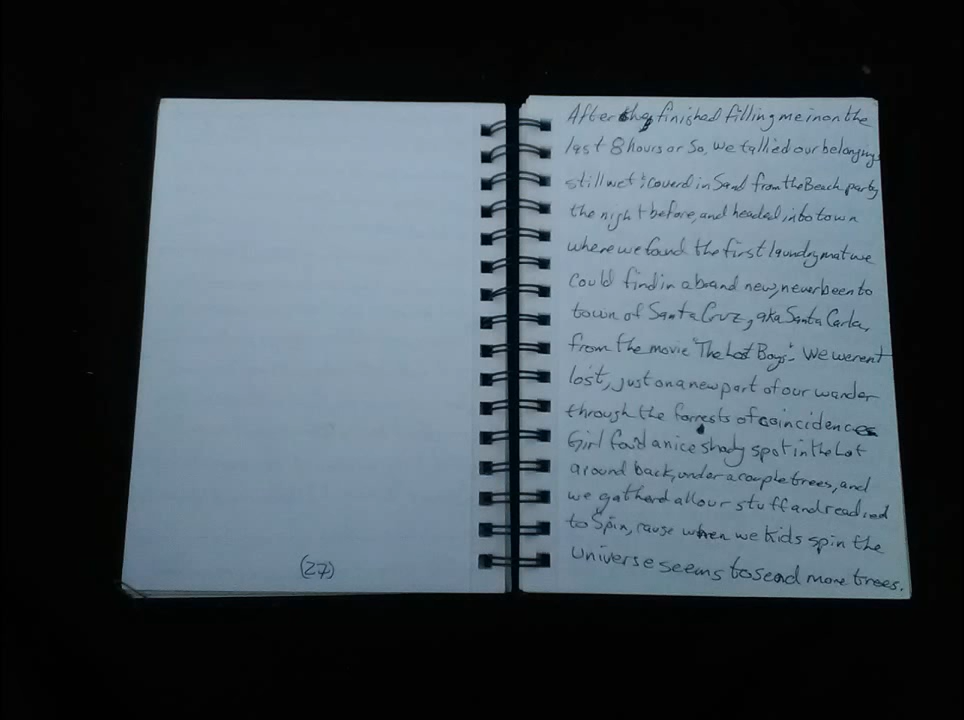 (27)
After they finished filling me in on the
last 8 hours or so, we tallied our belongings
still wet & coverd in Sand from the Beach party
the night before, and headed into town
where we found the first laundrymat we
Could find in a brand new, never been to
town of Santa Cruz, aka Santa Carla,
from the movie "The Lost Boys". We werent
lost, just on a new part of our wander
through the forrests of coincidences
Girl found a nice shady spot in the Lot
around back, under a couple trees, and
we gatherd all our stuff and readied
to Spin, cause when we kids spin the
Universe seems to send more trees.